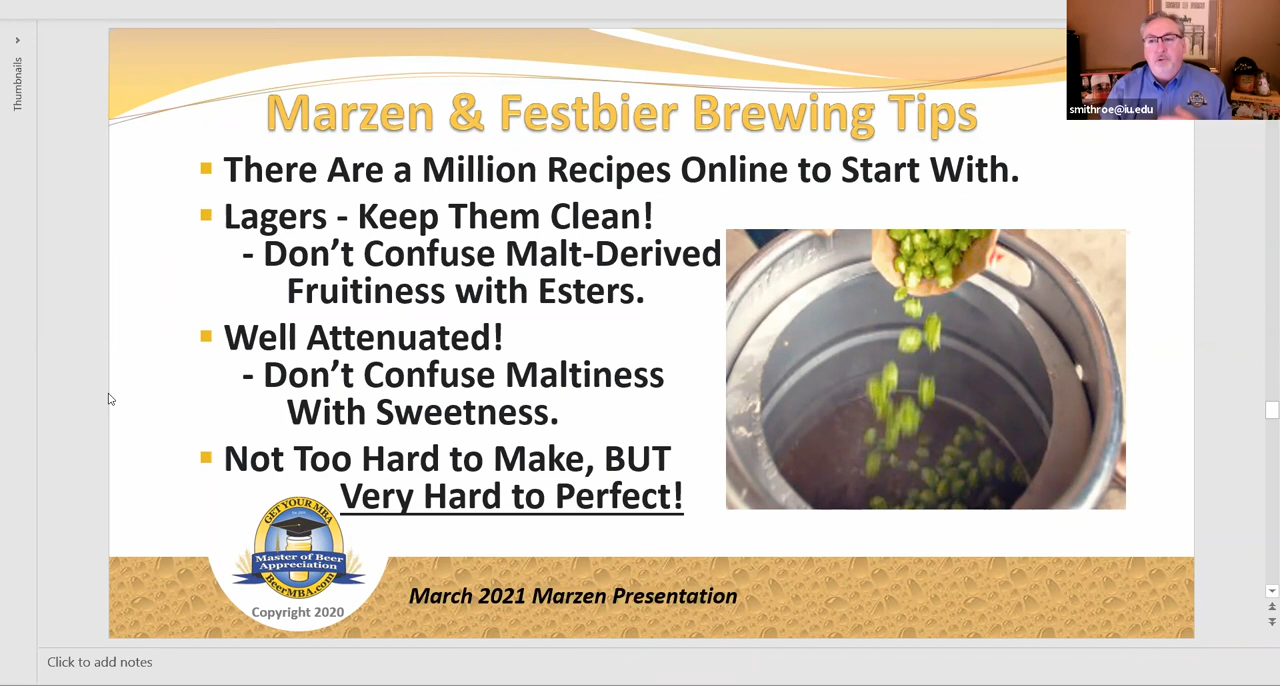 Thumbnails
Marzen & Festbier Brewing Tips
smithroe@iu.edu
There Are a Million Recipes Online to Start With.
Lagers - Keep Them Clean!
- Don’t Confuse Malt-Derived
Fruitiness with Esters.
Well Attenuated!
- Don’t Confuse Maltiness
With Sweetness.
Not Too Hard to Make, BUT
Very Hard to Perfect!
GET YOUR MBA
Master of Beer
Appreciation
BeerMBA.com
Copyright 2020
March 2021 Marzen Presentation
Click to add notes